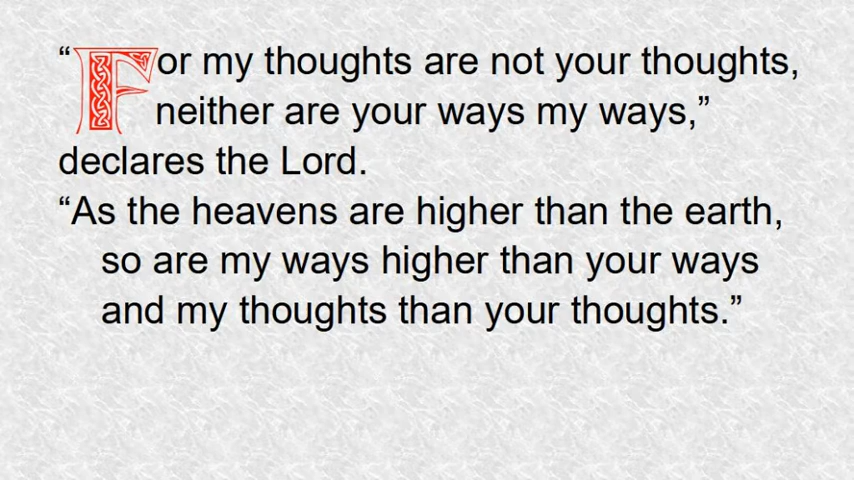 “For my thoughts are not your thoughts,
neither are your ways my ways,”
declares the Lord.
“As the heavens are higher than the earth,
so are my ways higher than your ways
and my thoughts than your thoughts.”